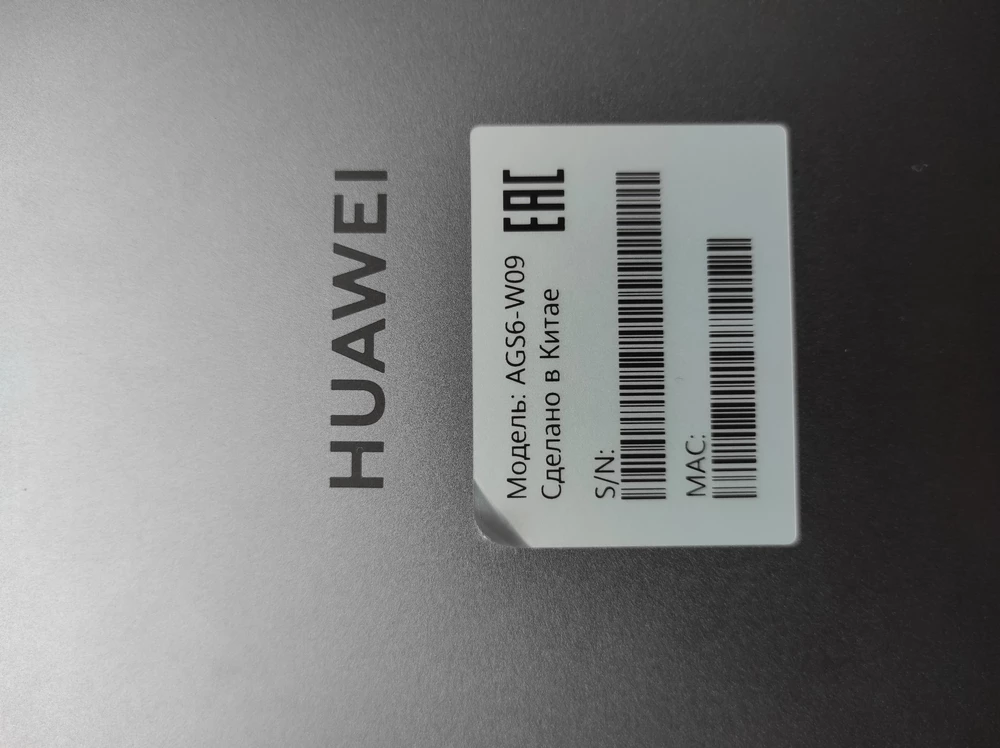 HUAWEI
Модель: AGS6-W09
Сделано в Китае
EAC
S/N:
MAC: